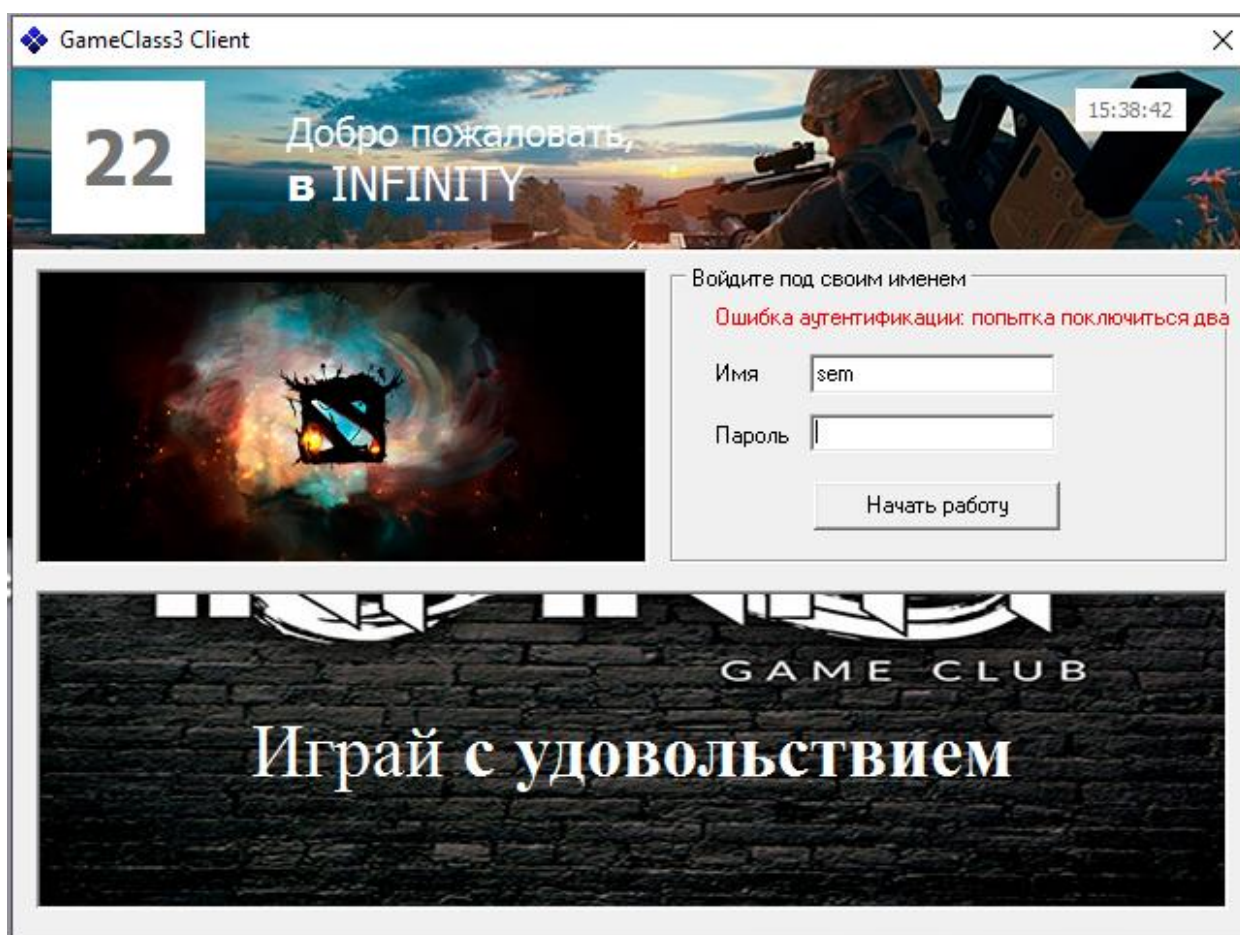 GameClass3 Client
22
Добро пожаловать,
в INFINITY
15:38:42
Войдите под своим именем
Ошибка аутентификации: попытка поключиться два
Имя
sem
Пароль
Начать работу
GAME CLUB
Играй с удовольствием